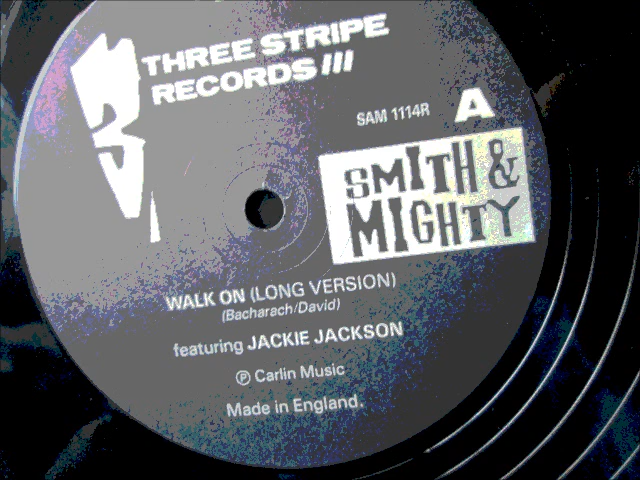 THREE STRIPE
RECORDS ///
SAM 1114R
A
SMITH &
MIGHTY
WALK ON (LONG VERSION)
(Bacharach/David)
featuring JACKIE JACKSON
Ⓟ Carlin Music
Made in England.